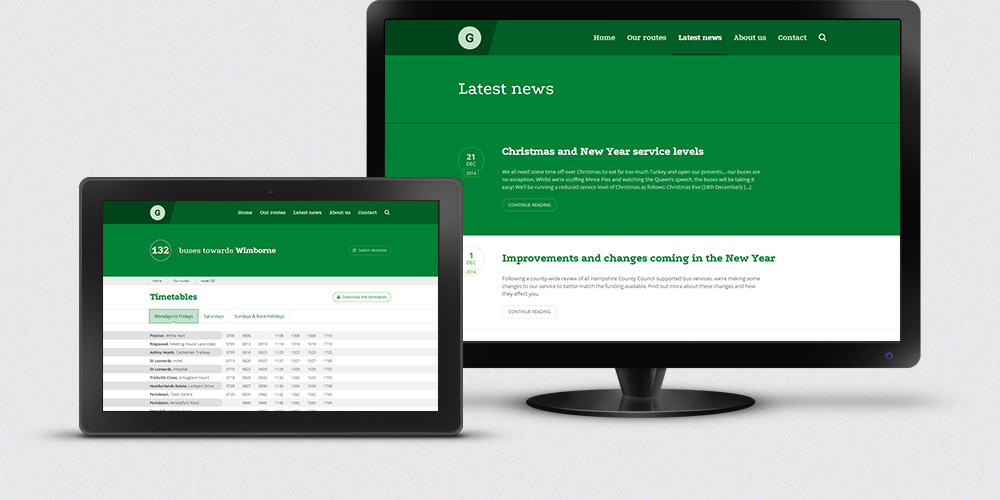 G
Home Our routes Latest news About us Contact
Latest news
21
DEC
2014
Christmas and New Year service levels
We all need some time off over Christmas to eat far too much Turkey and open our presents... our buses are
no exception. Whilst we're scoffing Mince Pies and watching the Queen's speech, the buses will be taking it
easy! We'll be running a reduced service level of Christmas as follows: Christmas Eve (24th December): [...]
CONTINUE READING
1
DEC
2014
Improvements and changes coming in the New Year
Following a county-wide review of all Hampshire County Council supported bus services, we're making some
changes to our service to better match the funding available. Find out more about these changes and how
they affect you.
CONTINUE READING
G
Home Our routes Latest news About us Contact
132 buses towards Wimborne
Switch direction
Home Our routes Route 132
Timetables
Download the timetables
Mondays to Fridays Saturdays Sundays & Bank Holidays
Poulner, White Hart 0700 0806 - 1108 1308 1508 1710
Ringwood, Meeting House Lane (dep) 0705 0812 0919 1119 1319 1519 1719
Ashley Heath, Castleman Trailway 0709 0816 0923 1123 1323 1523 1725
St Leonards, Hotel 0713 0820 0927 1127 1327 1527 1730
St Leonards, Hospital 0715 0822 0929 1129 1329 1529 1732
Tricketts Cross, Smugglers Haunt 0718 0825 0932 1132 1332 1532 1735
Heatherlands Estate, Lockyers Drive 0720 0827 0934 1134 1334 1534 1738
Ferndown, Town Centre 0725 0830 0942 1142 1342 1542 1745
Ferndown, Ameysford Road 0840 0945 1145 1345 1545 1749